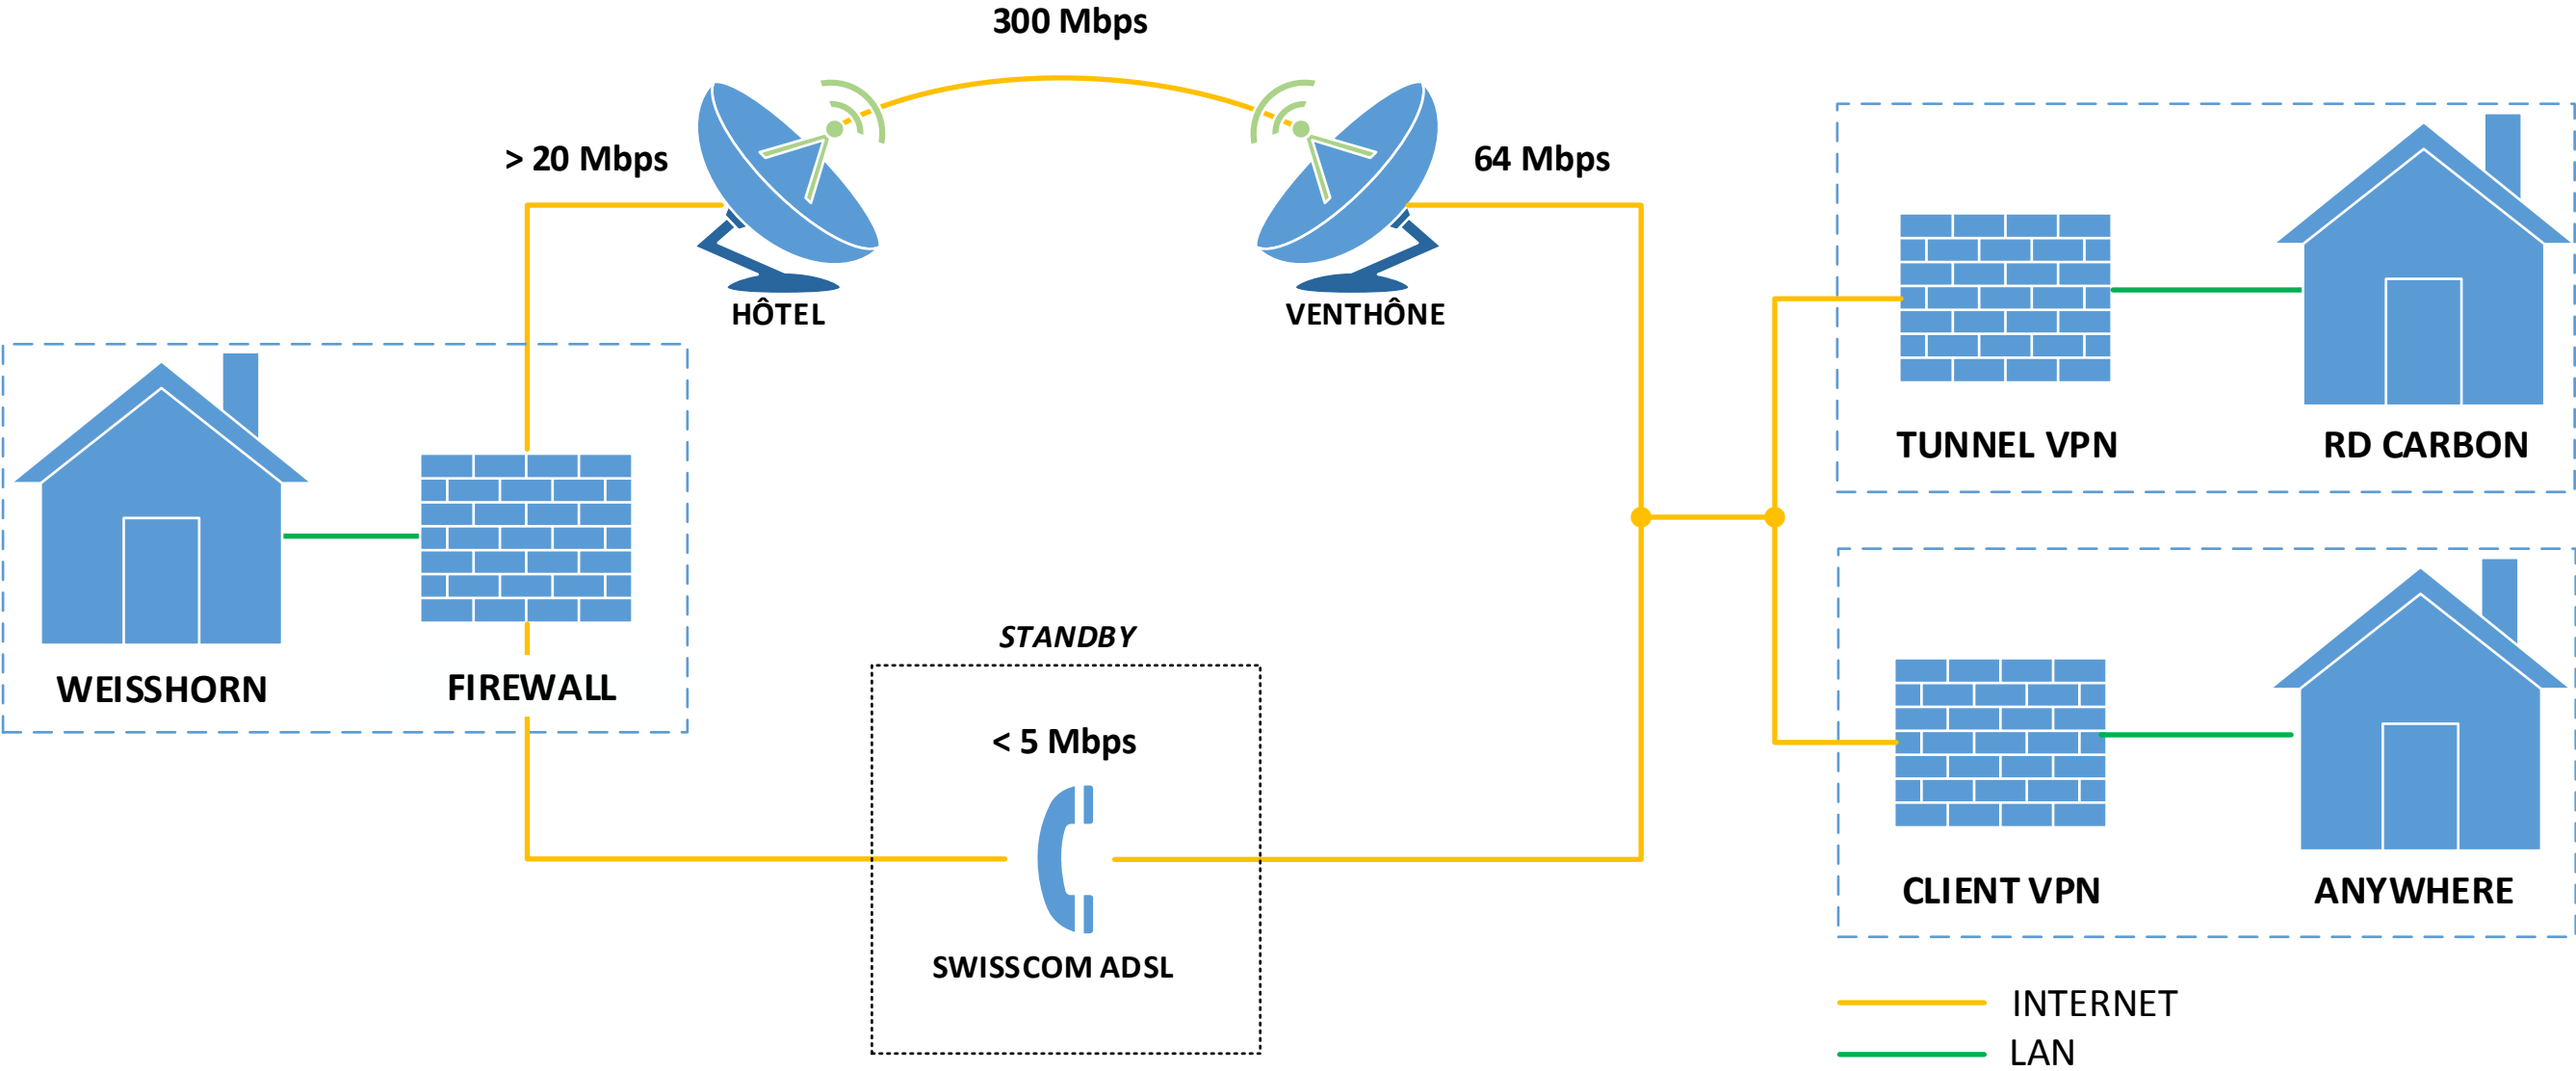 300 Mbps
> 20 Mbps
64 Mbps
HÔTEL
VENTHÔNE
TUNNEL VPN
RD CARBON
WEISSHORN
FIREWALL
STANDBY
< 5 Mbps
SWISSCOM ADSL
CLIENT VPN
ANYWHERE
INTERNET
LAN